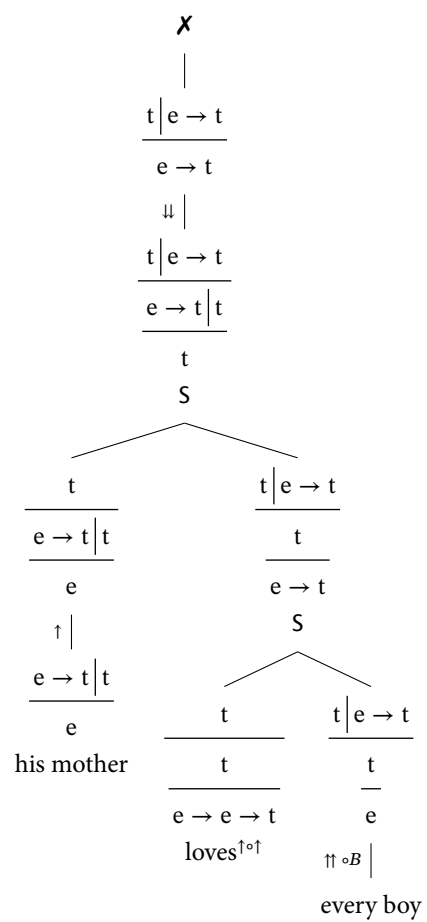 ✗
t | e → t
e → t
⇊
t | e → t
e → t | t
t
S
t
t | e → t
e → t | t
t
e
e → t
↑
S
e → t | t
e
t
t | e → t
his mother
t
t
e → e → t
e
loves↑∘↑
⇈ ∘B
every boy